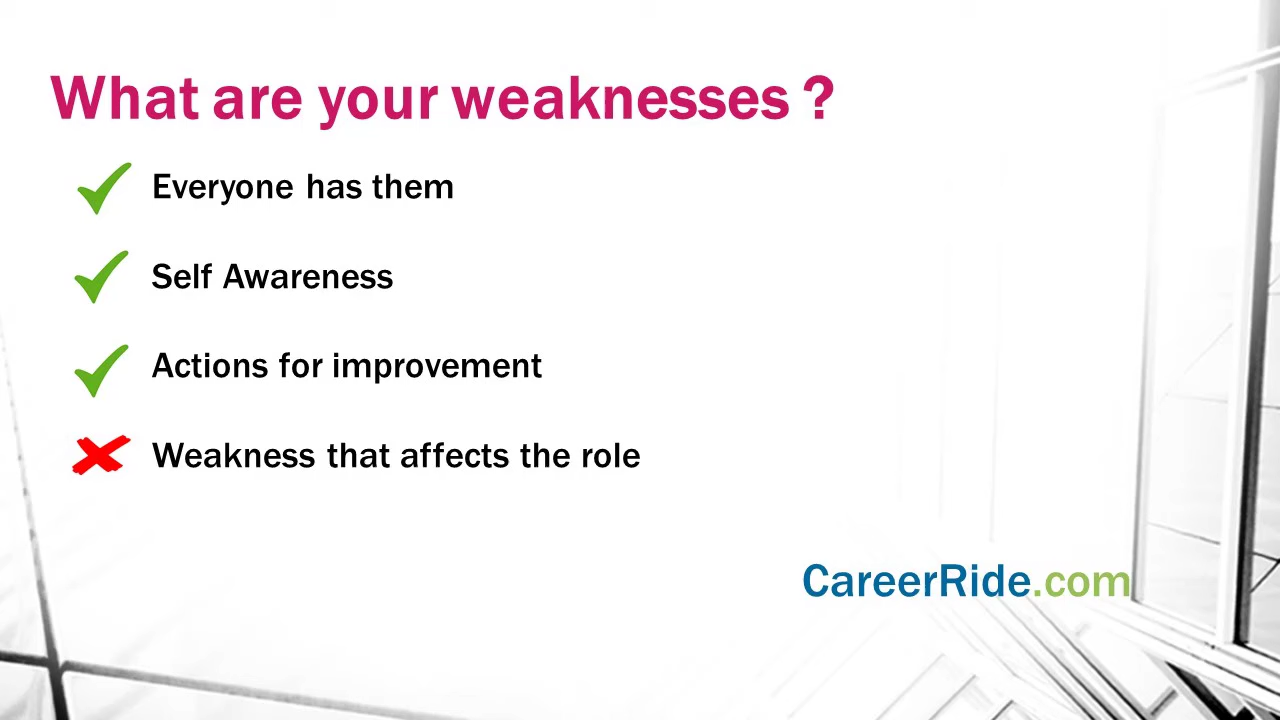 What are your weaknesses ?
Everyone has them
Self Awareness
Actions for improvement
Weakness that affects the role
CareerRide.com